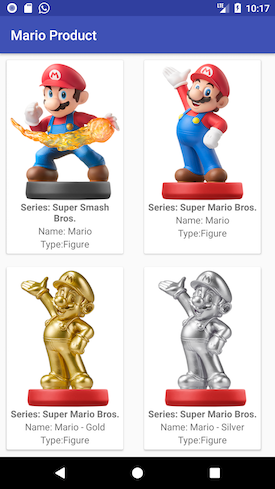 LTE 10:17
Mario Product
Series: Super Smash
Bros.
Name: Mario
Type:Figure
Series: Super Mario Bros.
Name: Mario
Type:Figure
Series: Super Mario Bros.
Name: Mario - Gold
Type:Figure
Series: Super Mario Bros.
Name: Mario - Silver
Type:Figure